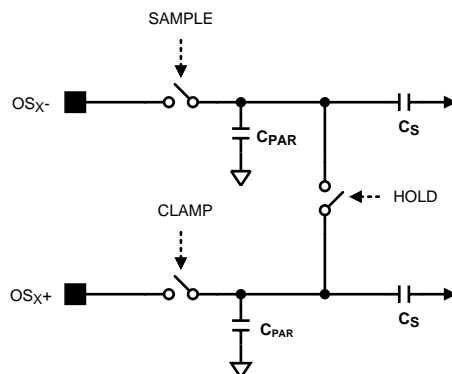 SAMPLE
OSX-
CPAR
CS
HOLD
CLAMP
OSX+
CPAR
CS